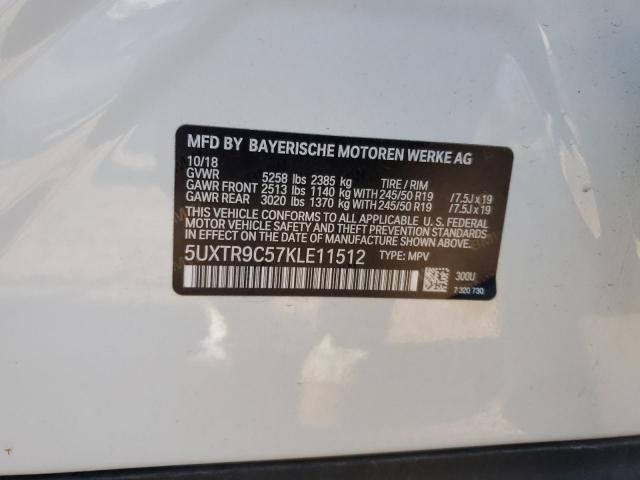 MFD BY BAYERISCHE MOTOREN WERKE AG
10/18
GVWR 5258 lbs 2385 kg TIRE / RIM
GAWR FRONT 2513 lbs 1140 kg WITH 245/50 R19 /7.5J x 19
GAWR REAR 3020 lbs 1370 kg WITH 245/50 R19 /7.5J x 19
THIS VEHICLE CONFORMS TO ALL APPLICABLE U.S. FEDERAL
MOTOR VEHICLE SAFETY AND THEFT PREVENTION STANDARDS
IN EFFECT ON THE DATE OF MANUFACTURE SHOWN ABOVE.
5UXTR9C57KLE11512 TYPE: MPV
300U
7 320 730